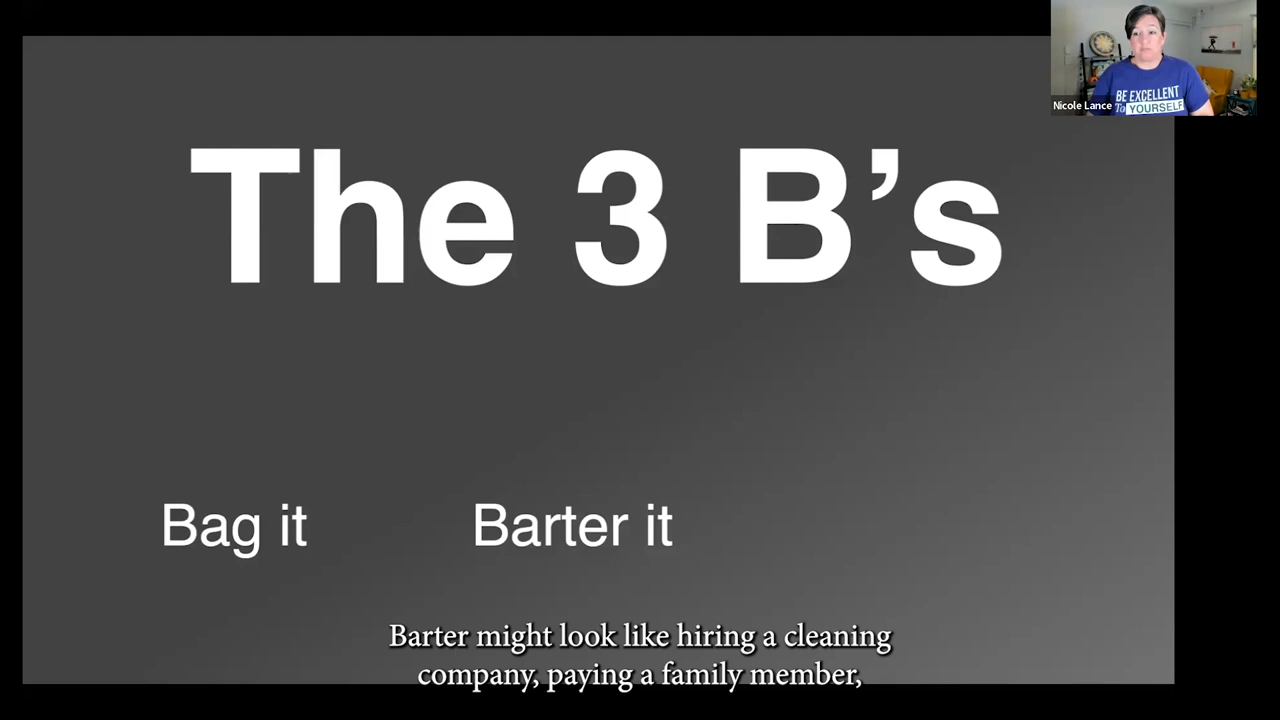 BE EXCELLENT
To YOURSELF
Nicole Lance
The 3 B’s
Bag it
Barter it
Barter might look like hiring a cleaning
company, paying a family member,